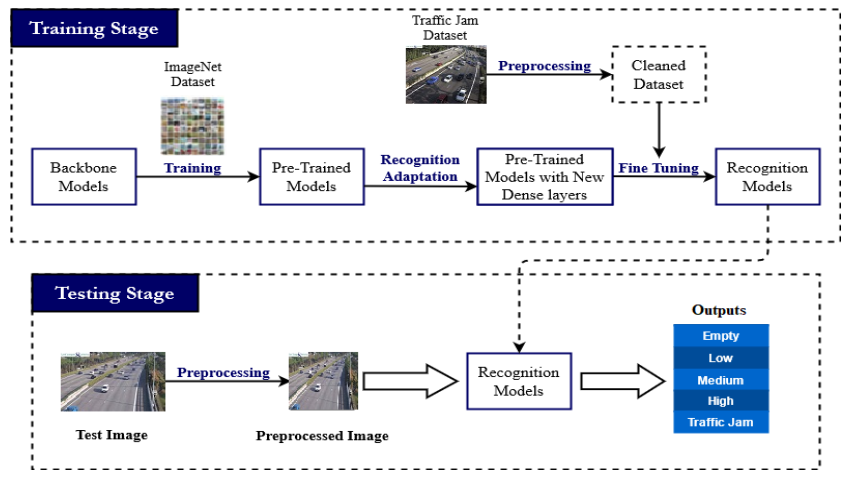 Training Stage
Traffic Jam
Dataset
ImageNet
Dataset
Preprocessing
Cleaned
Dataset
Backbone
Models
Training
Pre-Trained
Models
Recognition
Adaptation
Pre-Trained
Models with New
Dense layers
Fine Tuning
Recognition
Models
Testing Stage
Test Image
Preprocessing
Preprocessed Image
Recognition
Models
Outputs
Empty
Low
Medium
High
Traffic Jam